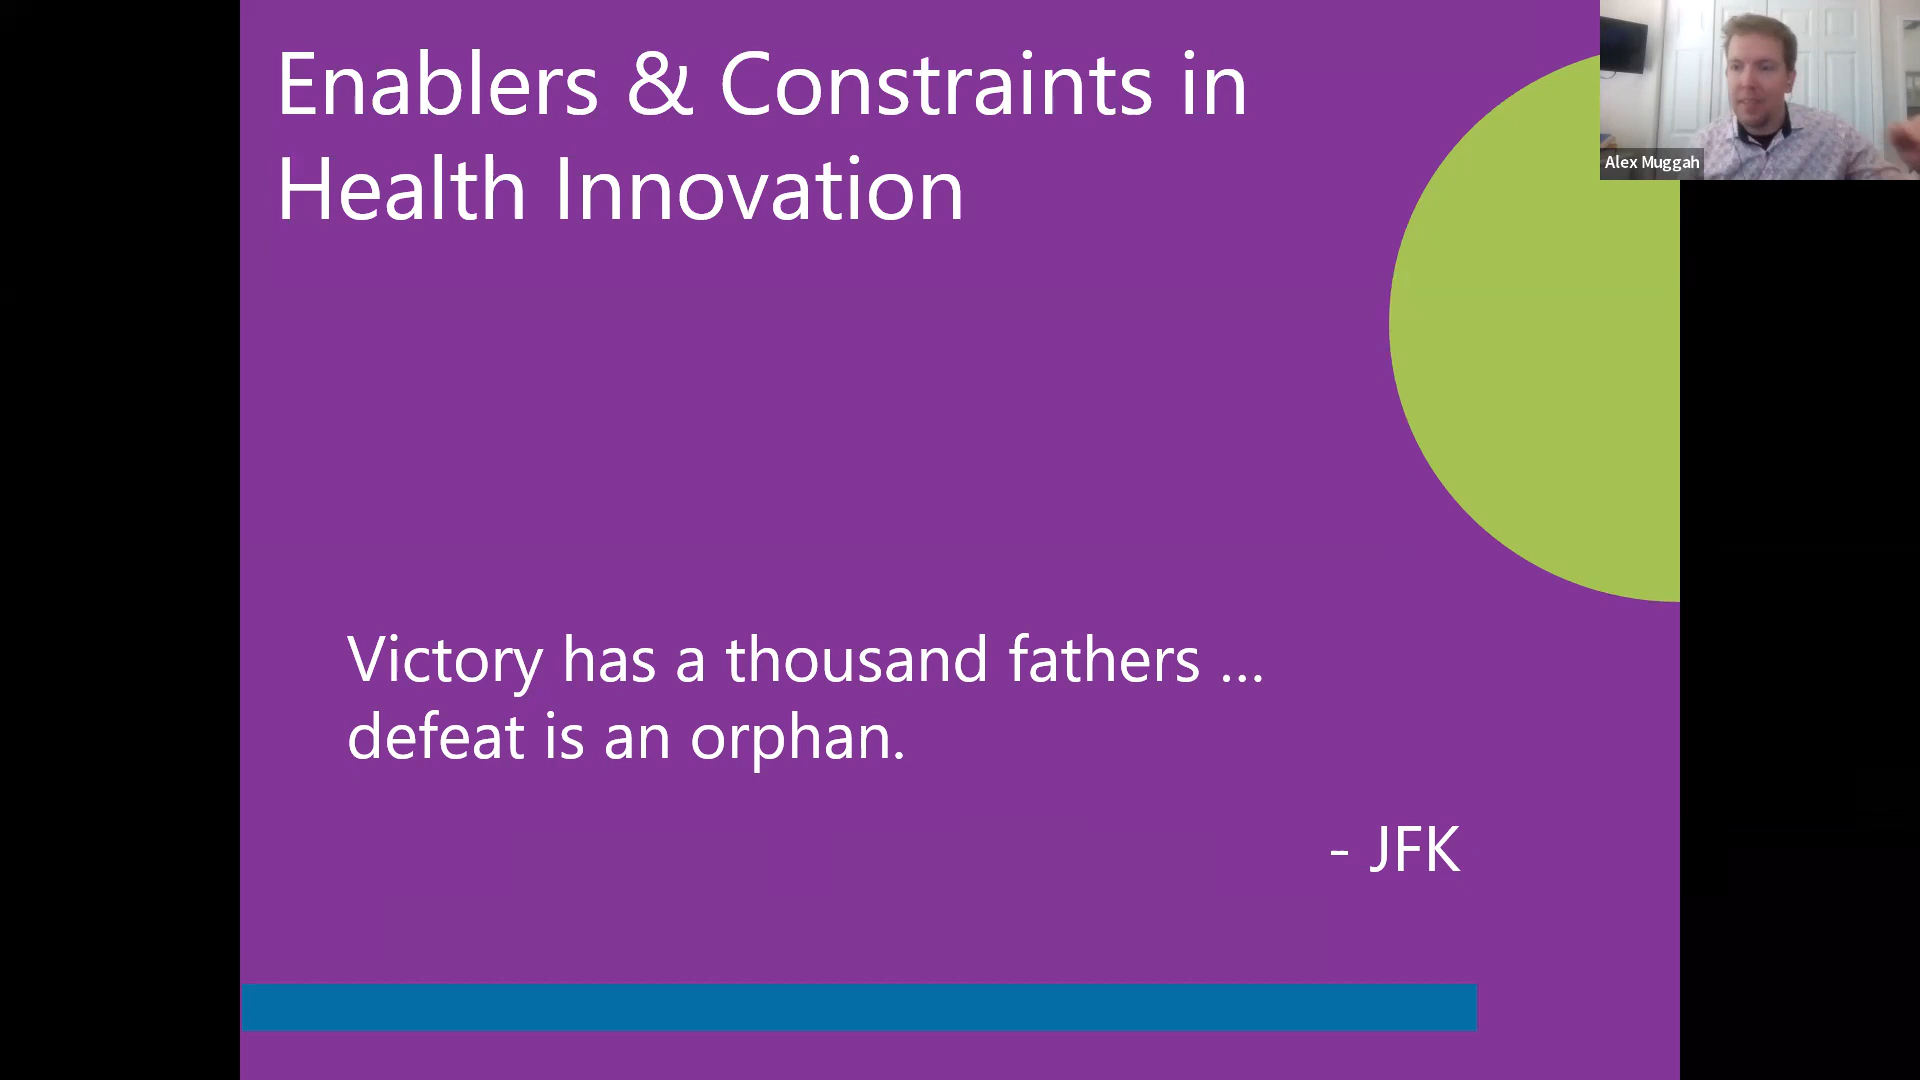 Enablers & Constraints in
Health Innovation
Alex Muggah
Victory has a thousand fathers ...
defeat is an orphan.
- JFK